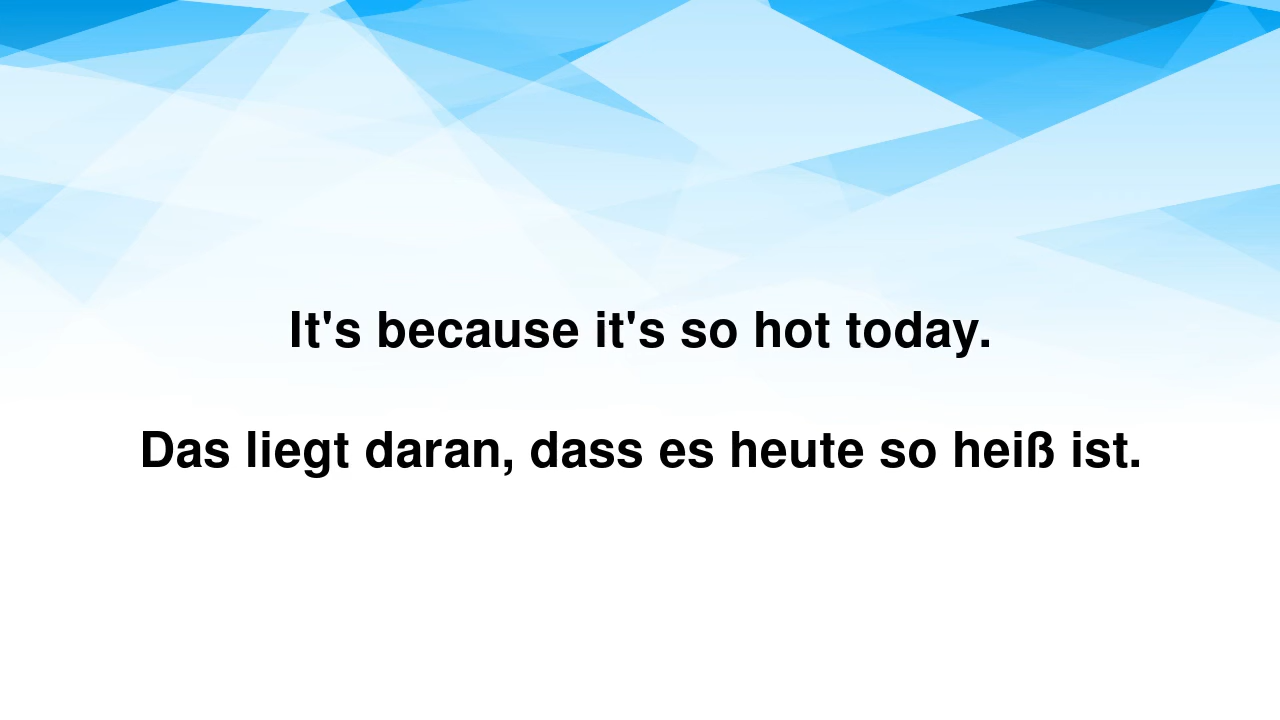 It's because it's so hot today.
Das liegt daran, dass es heute so heiß ist.